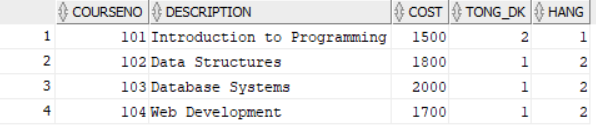 COURSENO DESCRIPTION COST TONG_DK HANG
1 101 Introduction to Programming 1500 2 1
2 102 Data Structures 1800 1 2
3 103 Database Systems 2000 1 2
4 104 Web Development 1700 1 2